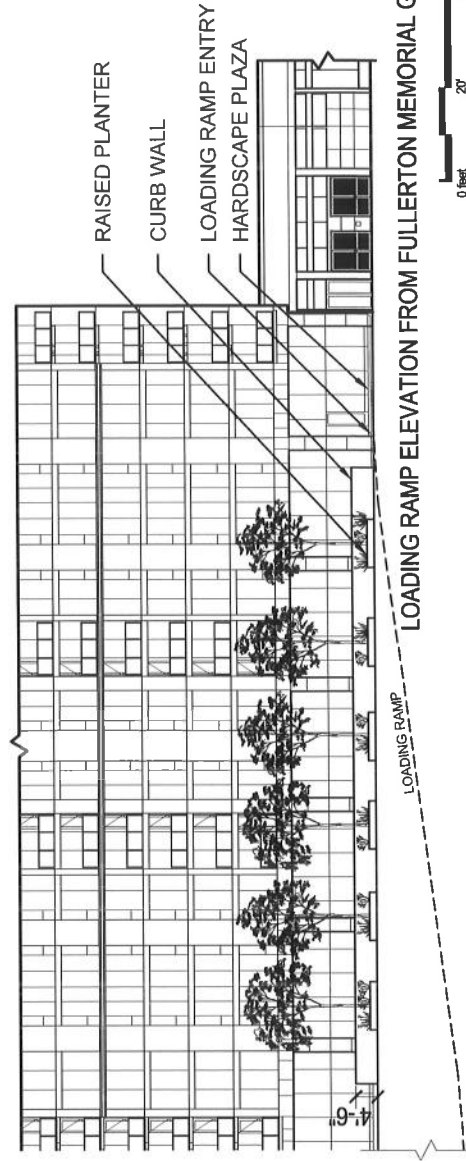 RAISED PLANTER
CURB WALL
LOADING RAMP ENTRY
HARDSCAPE PLAZA
4'-6"
LOADING RAMP
LOADING RAMP ELEVATION FROM FULLERTON MEMORIAL G
0 feet
20'